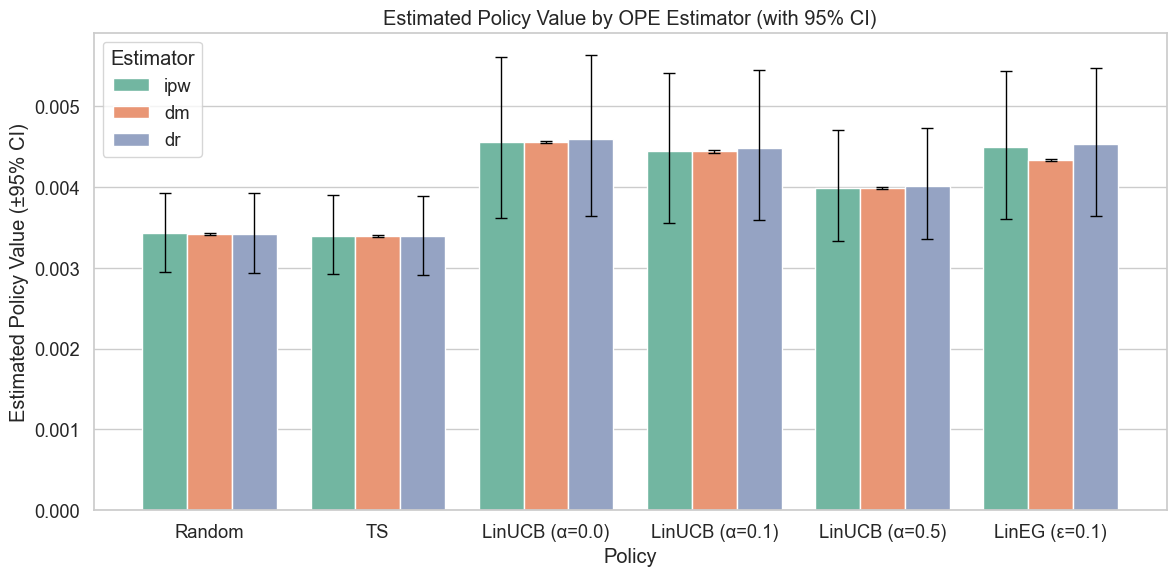 Estimated Policy Value by OPE Estimator (with 95% CI)
Estimator
ipw
dm
dr
Estimated Policy Value (±95% CI)
0.005
0.004
0.003
0.002
0.001
0.000
Random TS LinUCB (α=0.0) LinUCB (α=0.1) LinUCB (α=0.5) LinEG (ε=0.1)
Policy